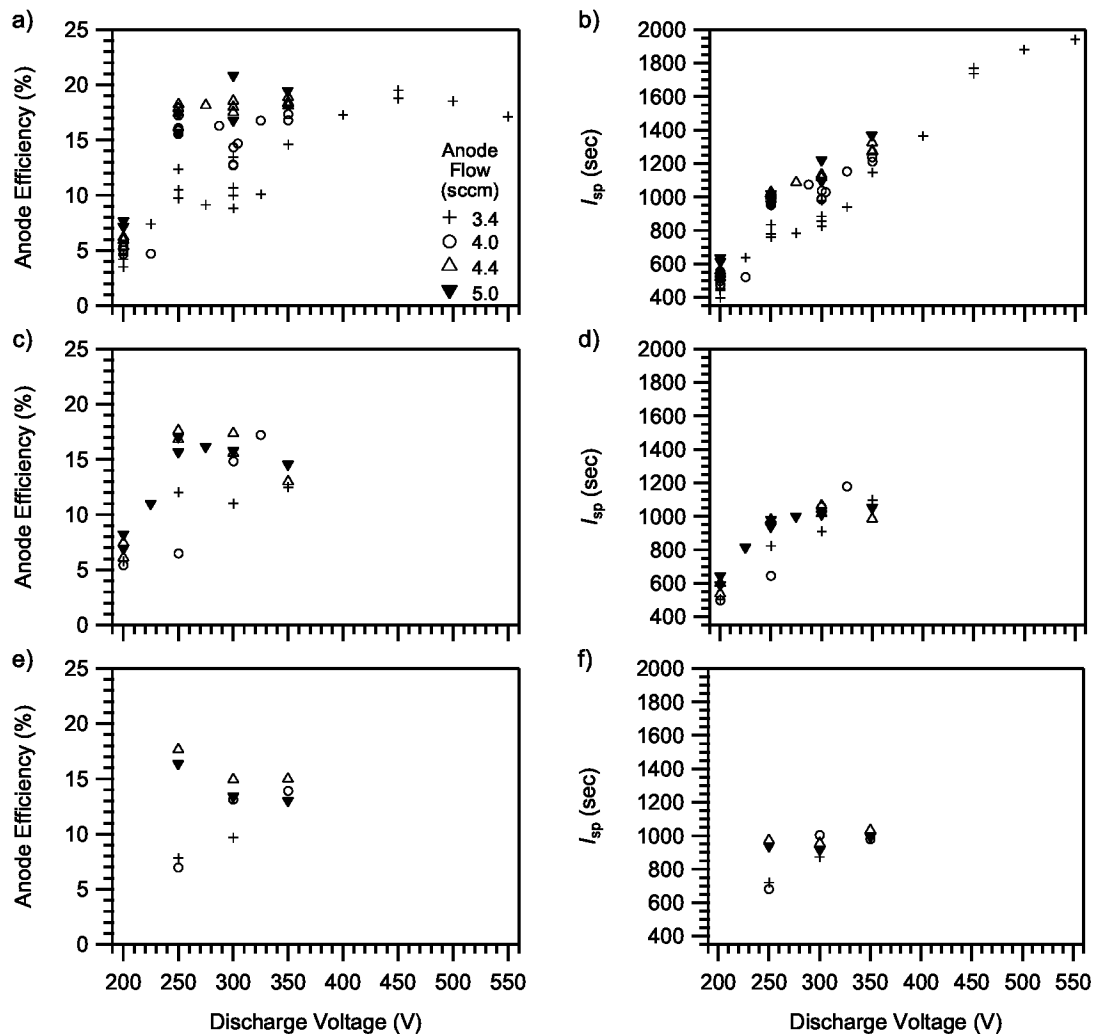 a)
25
20
15
10
5
0
Anode Efficiency (%)
Anode
Flow
(sccm)
3.4
4.0
4.4
5.0
b)
2000
1800
1600
1400
1200
1000
800
600
400
Isp (sec)
c)
25
20
15
10
5
0
Anode Efficiency (%)
d)
2000
1800
1600
1400
1200
1000
800
600
400
Isp (sec)
e)
25
20
15
10
5
0
Anode Efficiency (%)
200 250 300 350 400 450 500 550
Discharge Voltage (V)
f)
2000
1800
1600
1400
1200
1000
800
600
400
Isp (sec)
200 250 300 350 400 450 500 550
Discharge Voltage (V)